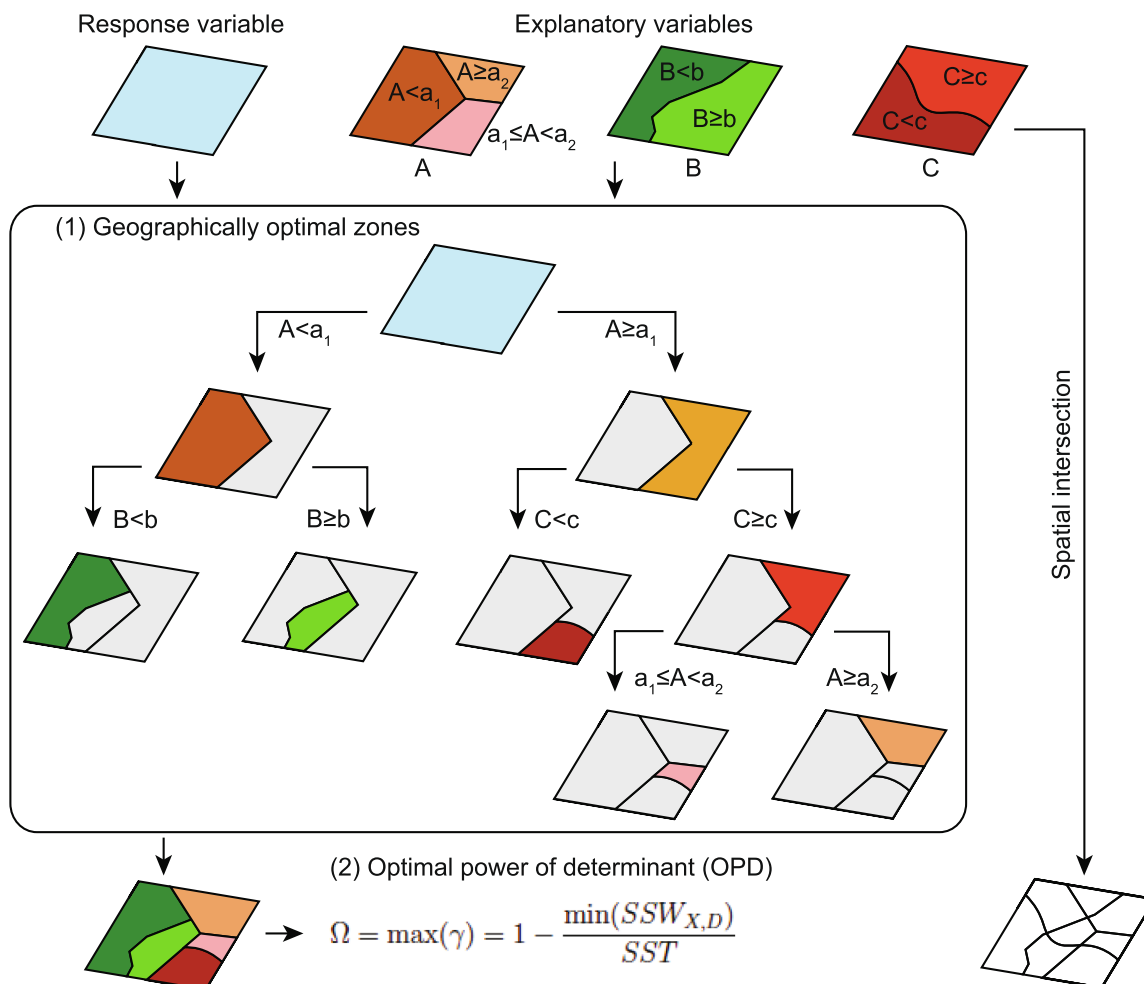 Response variable
Explanatory variables
A<a₁
A≥a₂
a₁≤A<a₂
A
B<b
B≥b
B
C≥c
C<c
C
(1) Geographically optimal zones
A<a₁
A≥a₁
B<b
B≥b
C<c
C≥c
a₁≤A<a₂
A≥a₂
Spatial intersection
(2) Optimal power of determinant (OPD)
Ω = max(γ) = 1 − min(SSW_{X,D}) / SST